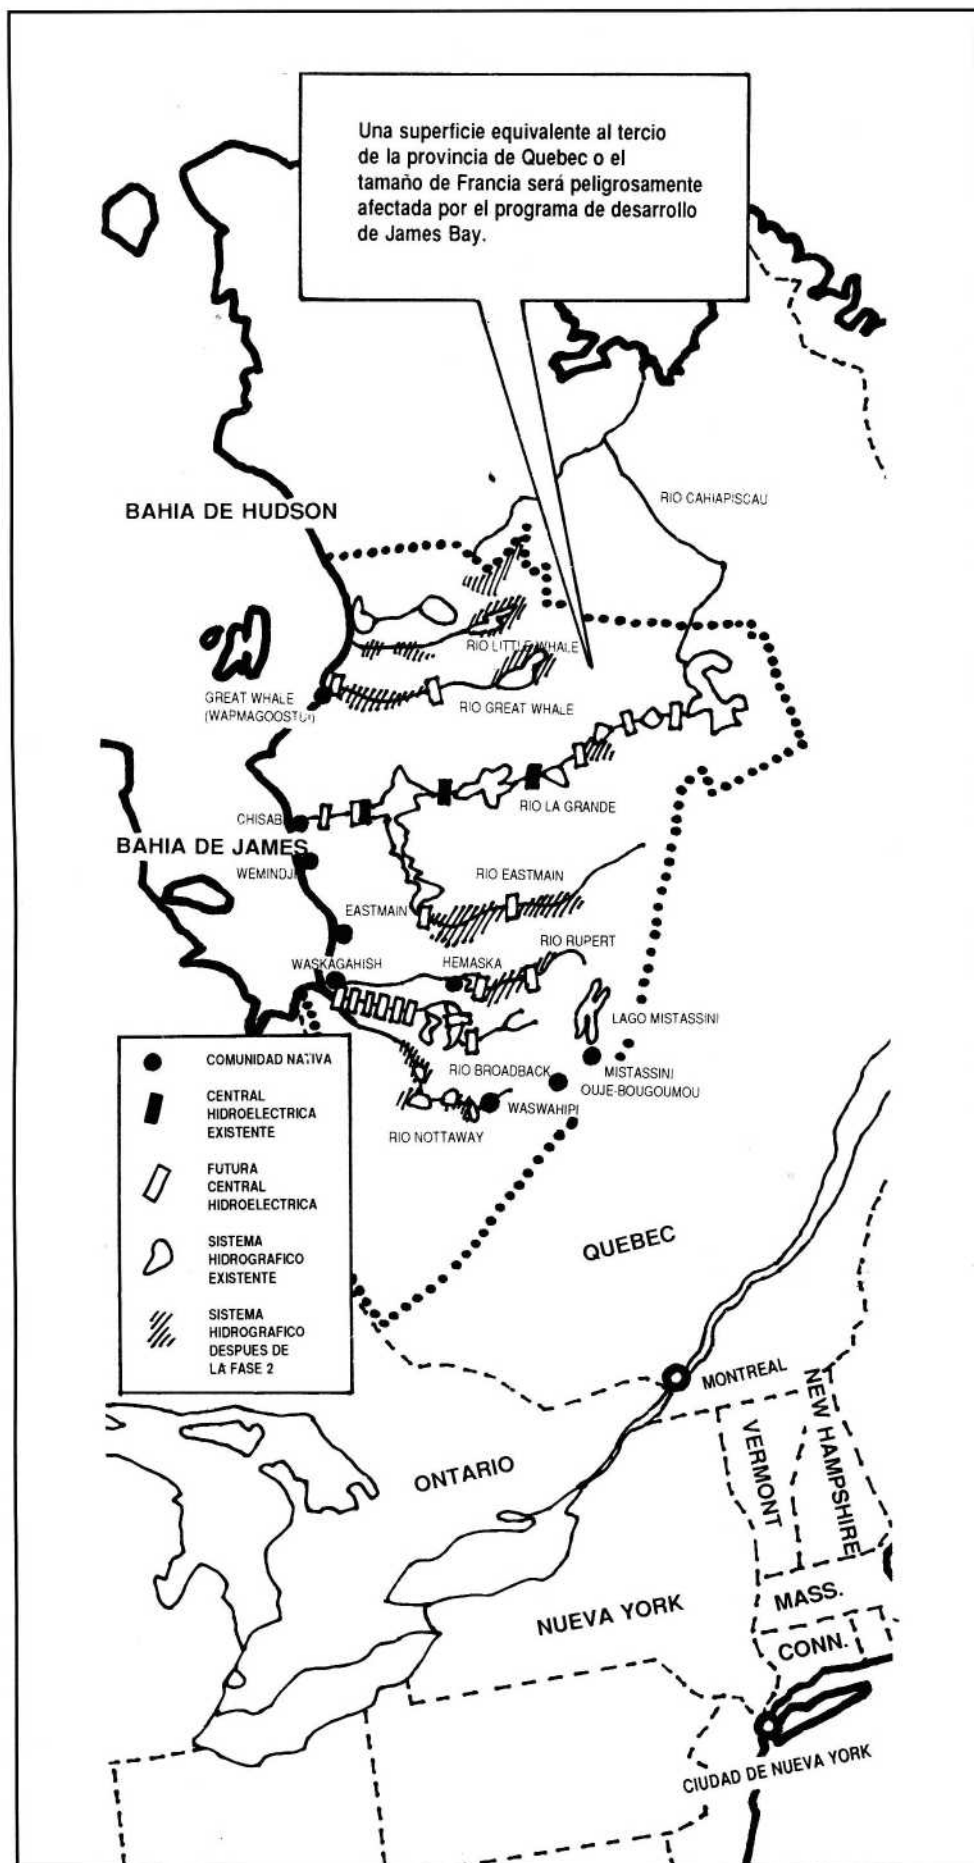 Una superficie equivalente al tercio
de la provincia de Quebec o el
tamaño de Francia será peligrosamente
afectada por el programa de desarrollo
de James Bay.
RIO CAHIAPISCAU
BAHIA DE HUDSON
RIO LITTLE WHALE
GREAT WHALE
(WAPMAGOOSTUI)
RIO GREAT WHALE
RIO LA GRANDE
CHISAB
BAHIA DE JAMES
WEMINDJI
RIO EASTMAIN
EASTMAIN
RIO RUPERT
WASKAGAHISH
HEMASKA
LAGO MISTASSINI
RIO BROADBACK
MISTASSINI
OUJE-BOUGOUMOU
WASWAHIPI
RIO NOTTAWAY
COMUNIDAD NATIVA
CENTRAL
HIDROELECTRICA
EXISTENTE
FUTURA
CENTRAL
HIDROELECTRICA
SISTEMA
HIDROGRAFICO
EXISTENTE
SISTEMA
HIDROGRAFICO
DESPUES DE
LA FASE 2
QUEBEC
MONTREAL
ONTARIO
VERMONT
NEW HAMPSHIRE
MASS.
NUEVA YORK
CONN.
CIUDAD DE NUEVA YORK